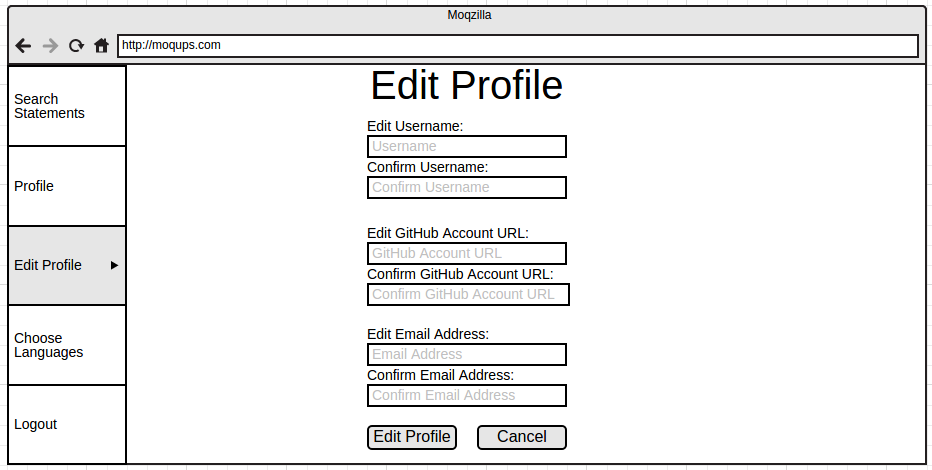 Moqzilla
http://moqups.com
Search
Statements
Profile
Edit Profile
Choose
Languages
Logout
Edit Profile
Edit Username:
Username
Confirm Username:
Confirm Username
Edit GitHub Account URL:
GitHub Account URL
Confirm GitHub Account URL:
Confirm GitHub Account URL
Edit Email Address:
Email Address
Confirm Email Address:
Confirm Email Address
Edit Profile
Cancel